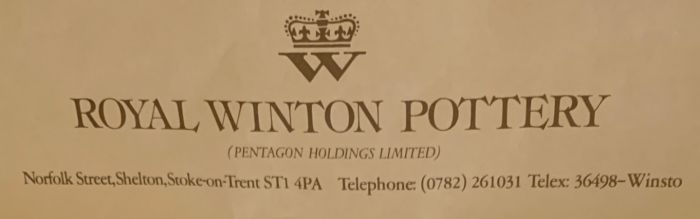 W
ROYAL WINTON POTTERY
(PENTAGON HOLDINGS LIMITED)
Norfolk Street, Shelton, Stoke-on-Trent ST1 4PA Telephone: (0782) 261031 Telex: 36498-Winsto